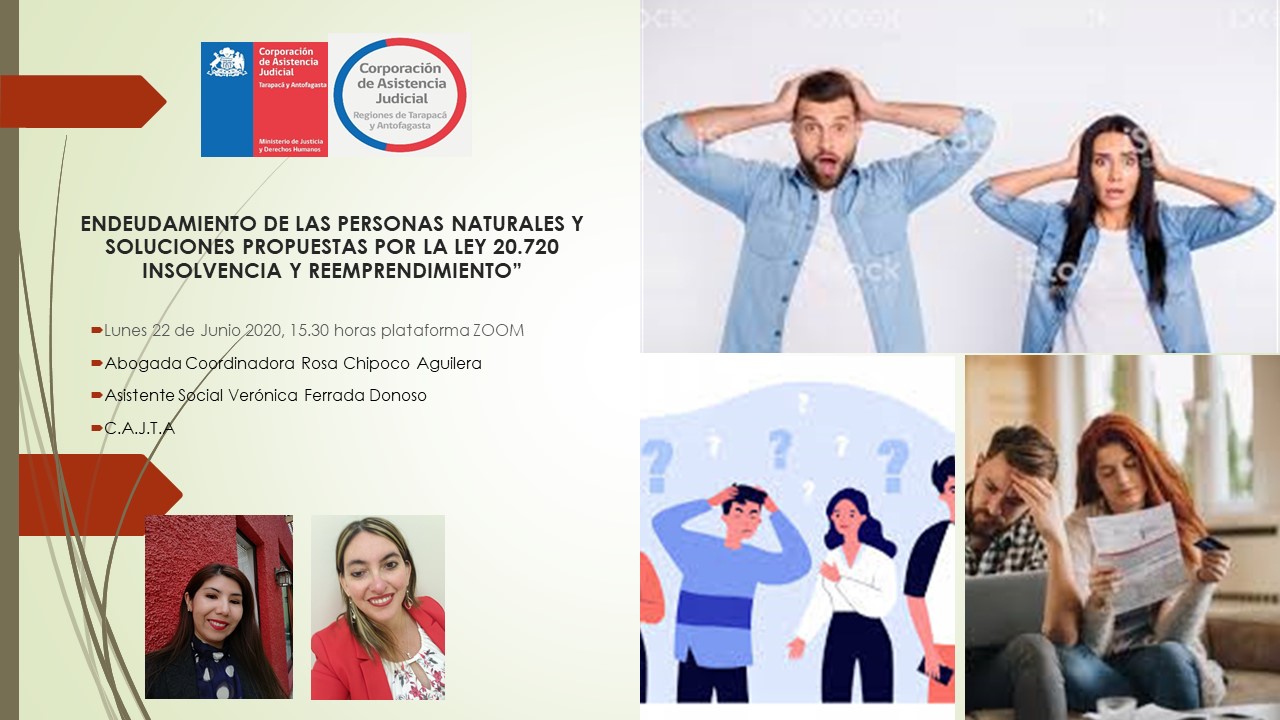 Corporación
de Asistencia
Judicial
Tarapacá y Antofagasta
Ministerio de Justicia
y Derechos Humanos
Corporación
de Asistencia
Judicial
Regiones de Tarapacá
y Antofagasta
ENDEUDAMIENTO DE LAS PERSONAS NATURALES Y
SOLUCIONES PROPUESTAS POR LA LEY 20.720
INSOLVENCIA Y REEMPRENDIMIENTO”
Lunes 22 de Junio 2020, 15.30 horas plataforma ZOOM
Abogada Coordinadora Rosa Chipoco Aguilera
Asistente Social Verónica Ferrada Donoso
C.A.J.T.A
iStock
? ? ? ? ? ? ?